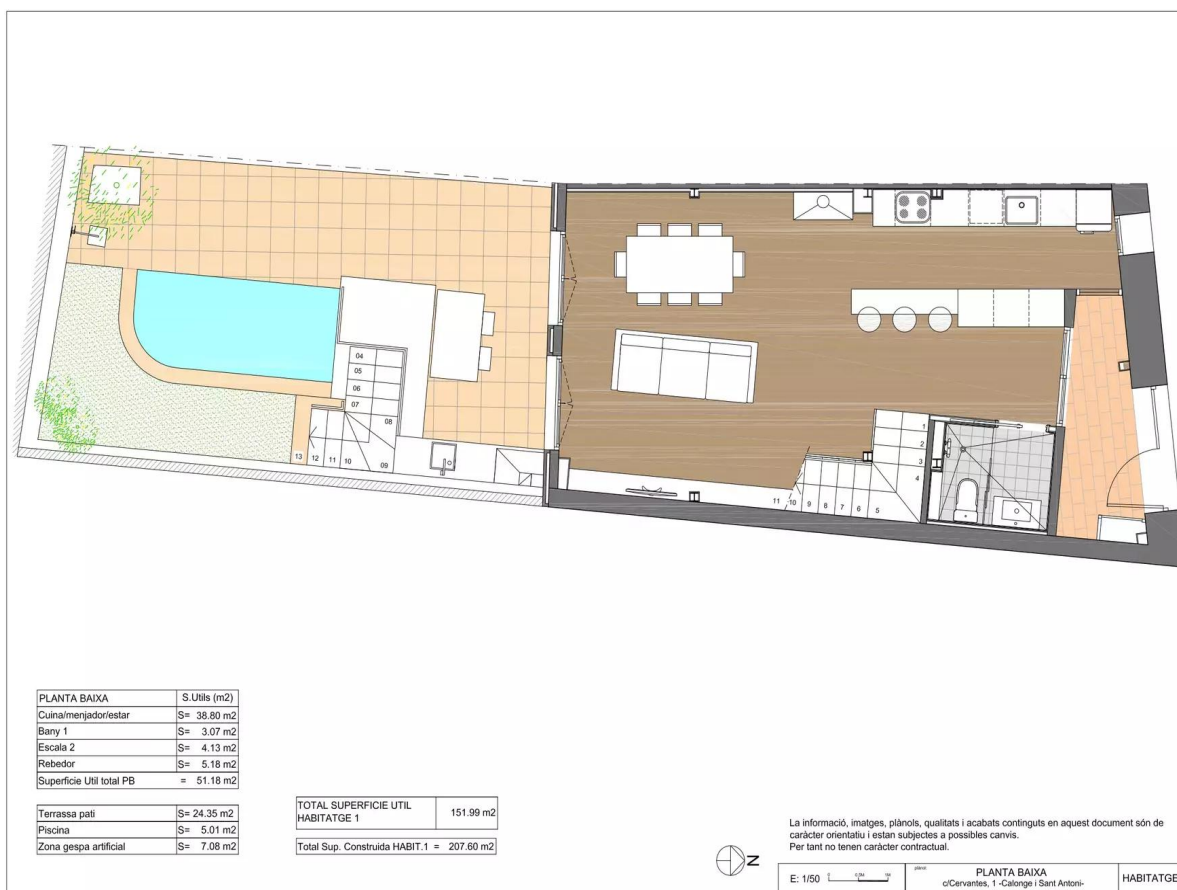 04
05
06
07
08
09
10
11
12
13
1
2
3
4
5
6
7
8
9
10
11
PLANTA BAIXA S.Utils (m2)
Cuina/menjador/estar S= 38.80 m2
Bany 1 S= 3.07 m2
Escala 2 S= 4.13 m2
Rebedor S= 5.18 m2
Superficie Util total PB = 51.18 m2
Terrassa pati S= 24.35 m2
Piscina S= 5.01 m2
Zona gespa artificial S= 7.08 m2
TOTAL SUPERFICIE UTIL
HABITATGE 1 151.99 m2
Total Sup. Construida HABIT.1 = 207.60 m2
La informació, imatges, plànols, qualitats i acabats continguts en aquest document són de
caràcter orientatiu i estan subjectes a possibles canvis.
Per tant no tenen caràcter contractual.
N
E: 1/50 0 0,5M 1M
plànol
PLANTA BAIXA
c/Cervantes, 1 -Calonge i Sant Antoni-
HABITATGE